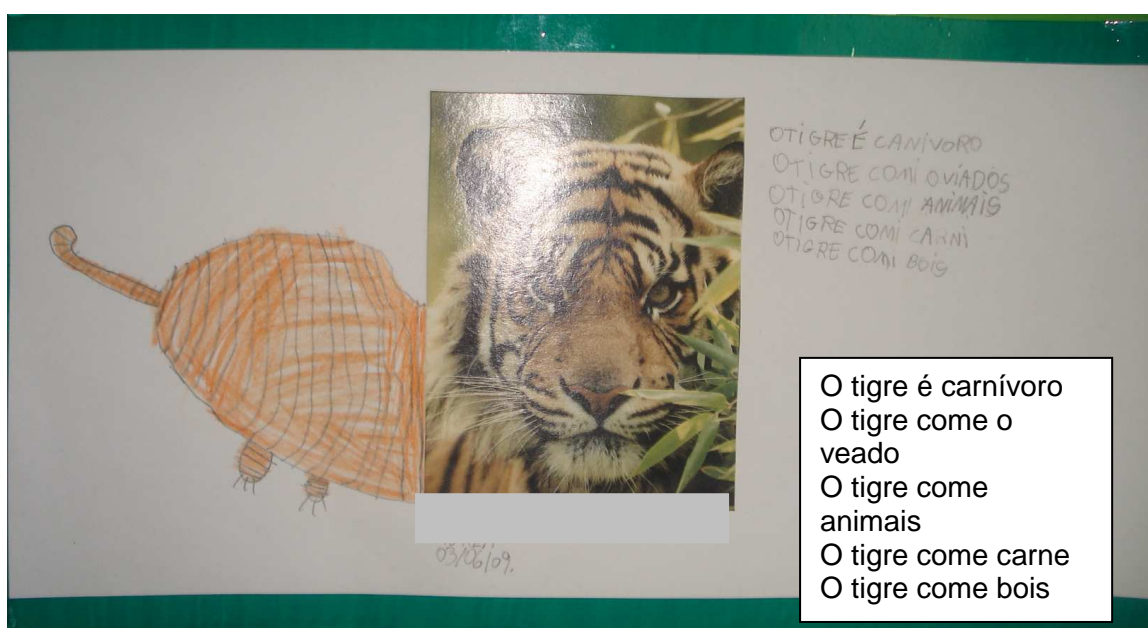 OTIGRE É CANIVORO
OTIGRE COMI OVIADOS
OTIGRE COMI ANIMAIS
OTIGRE COMI CARNI
OTIGRE COMI BOIS
03/06/09.
O tigre é carnívoro
O tigre come o
veado
O tigre come
animais
O tigre come carne
O tigre come bois